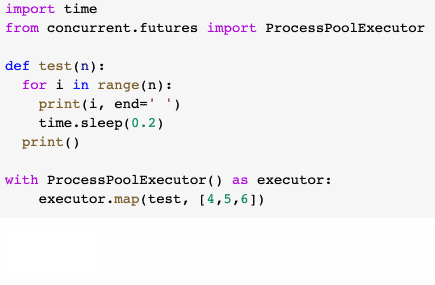 import time
from concurrent.futures import ProcessPoolExecutor

def test(n):
  for i in range(n):
    print(i, end=' ')
    time.sleep(0.2)
  print()

with ProcessPoolExecutor() as executor:
    executor.map(test, [4,5,6])